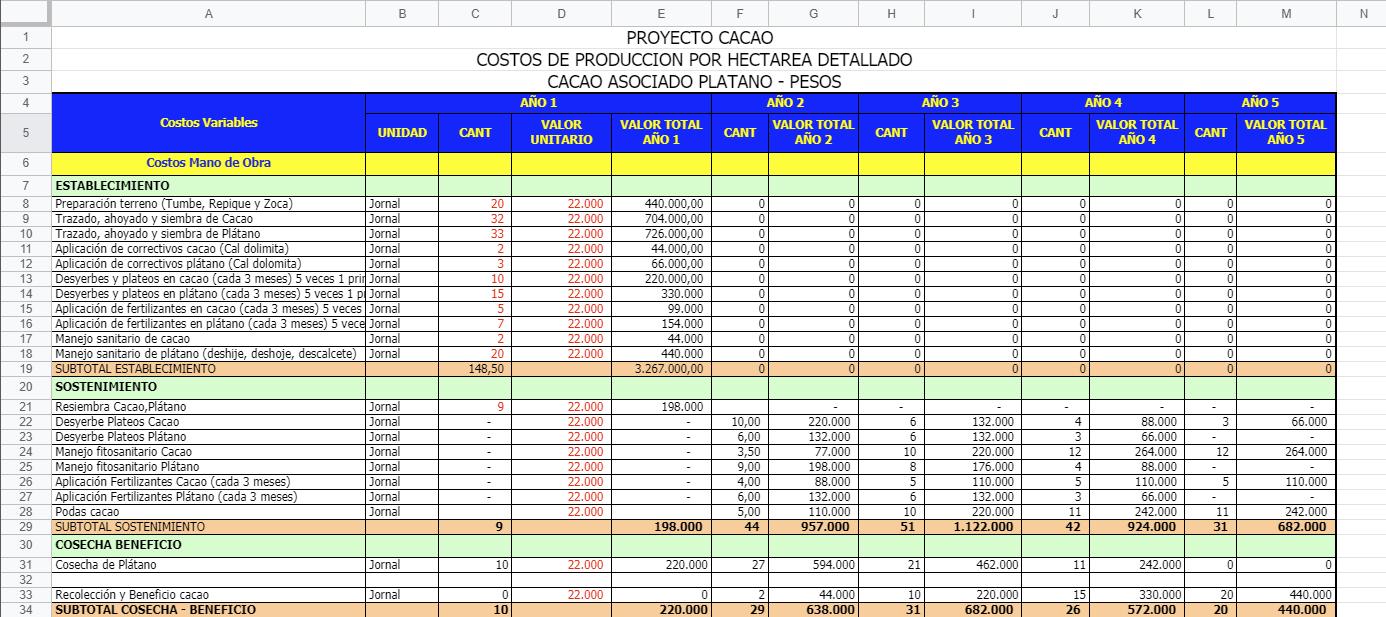 A B C D E F G H I J K L M N
1 PROYECTO CACAO
2 COSTOS DE PRODUCCION POR HECTAREA DETALLADO
3 CACAO ASOCIADO PLATANO - PESOS
4 Costos Variables AÑO 1 AÑO 2 AÑO 3 AÑO 4 AÑO 5
5 UNIDAD CANT VALOR UNITARIO VALOR TOTAL AÑO 1 CANT VALOR TOTAL AÑO 2 CANT VALOR TOTAL AÑO 3 CANT VALOR TOTAL AÑO 4 CANT VALOR TOTAL AÑO 5
6 Costos Mano de Obra
7 ESTABLECIMIENTO
8 Preparación terreno (Tumbe, Repique y Zoca) Jornal 20 22.000 440.000,00 0 0 0 0 0 0 0 0
9 Trazado, ahoyado y siembra de Cacao Jornal 32 22.000 704.000,00 0 0 0 0 0 0 0 0
10 Trazado, ahoyado y siembra de Plátano Jornal 33 22.000 726.000,00 0 0 0 0 0 0 0 0
11 Aplicación de correctivos cacao (Cal dolimita) Jornal 2 22.000 44.000,00 0 0 0 0 0 0 0 0
12 Aplicación de correctivos plátano (Cal dolomita) Jornal 3 22.000 66.000,00 0 0 0 0 0 0 0 0
13 Desyerbes y plateos en cacao (cada 3 meses) 5 veces 1 prir Jornal 10 22.000 220.000,00 0 0 0 0 0 0 0 0
14 Desyerbes y plateos en plátano (cada 3 meses) 5 veces 1 pr Jornal 15 22.000 330.000 0 0 0 0 0 0 0 0
15 Aplicación de fertilizantes en cacao (cada 3 meses) 5 veces Jornal 5 22.000 99.000 0 0 0 0 0 0 0 0
16 Aplicación de fertilizantes en plátano (cada 3 meses) 5 vece Jornal 7 22.000 154.000 0 0 0 0 0 0 0 0
17 Manejo sanitario de cacao Jornal 2 22.000 44.000 0 0 0 0 0 0 0 0
18 Manejo sanitario de plátano (deshije, deshoje, descalcete) Jornal 20 22.000 440.000 0 0 0 0 0 0 0 0
19 SUBTOTAL ESTABLECIMIENTO 148,50 3.267.000,00 0 0 0 0 0 0 0 0
20 SOSTENIMIENTO
21 Resiembra Cacao,Plátano Jornal 9 22.000 198.000 - - - - - - -
22 Desyerbe Plateos Cacao Jornal - 22.000 - 10,00 220.000 6 132.000 4 88.000 3 66.000
23 Desyerbe Plateos Plátano Jornal - 22.000 - 6,00 132.000 6 132.000 3 66.000 - -
24 Manejo fitosanitario Cacao Jornal - 22.000 - 3,50 77.000 10 220.000 12 264.000 12 264.000
25 Manejo fitosanitario Plátano Jornal - 22.000 - 9,00 198.000 8 176.000 4 88.000 - -
26 Aplicación Fertilizantes Cacao (cada 3 meses) Jornal - 22.000 - 4,00 88.000 5 110.000 5 110.000 5 110.000
27 Aplicación Fertilizantes Plátano (cada 3 meses) Jornal - 22.000 - 6,00 132.000 6 132.000 3 66.000 - -
28 Podas cacao Jornal 22.000 5,00 110.000 10 220.000 11 242.000 11 242.000
29 SUBTOTAL SOSTENIMIENTO 9 198.000 44 957.000 51 1.122.000 42 924.000 31 682.000
30 COSECHA BENEFICIO
31 Cosecha de Plátano Jornal 10 22.000 220.000 27 594.000 21 462.000 11 242.000 0 0
32
33 Recolección y Beneficio cacao Jornal 0 22.000 0 2 44.000 10 220.000 15 330.000 20 440.000
34 SUBTOTAL COSECHA - BENEFICIO 10 220.000 29 638.000 31 682.000 26 572.000 20 440.000